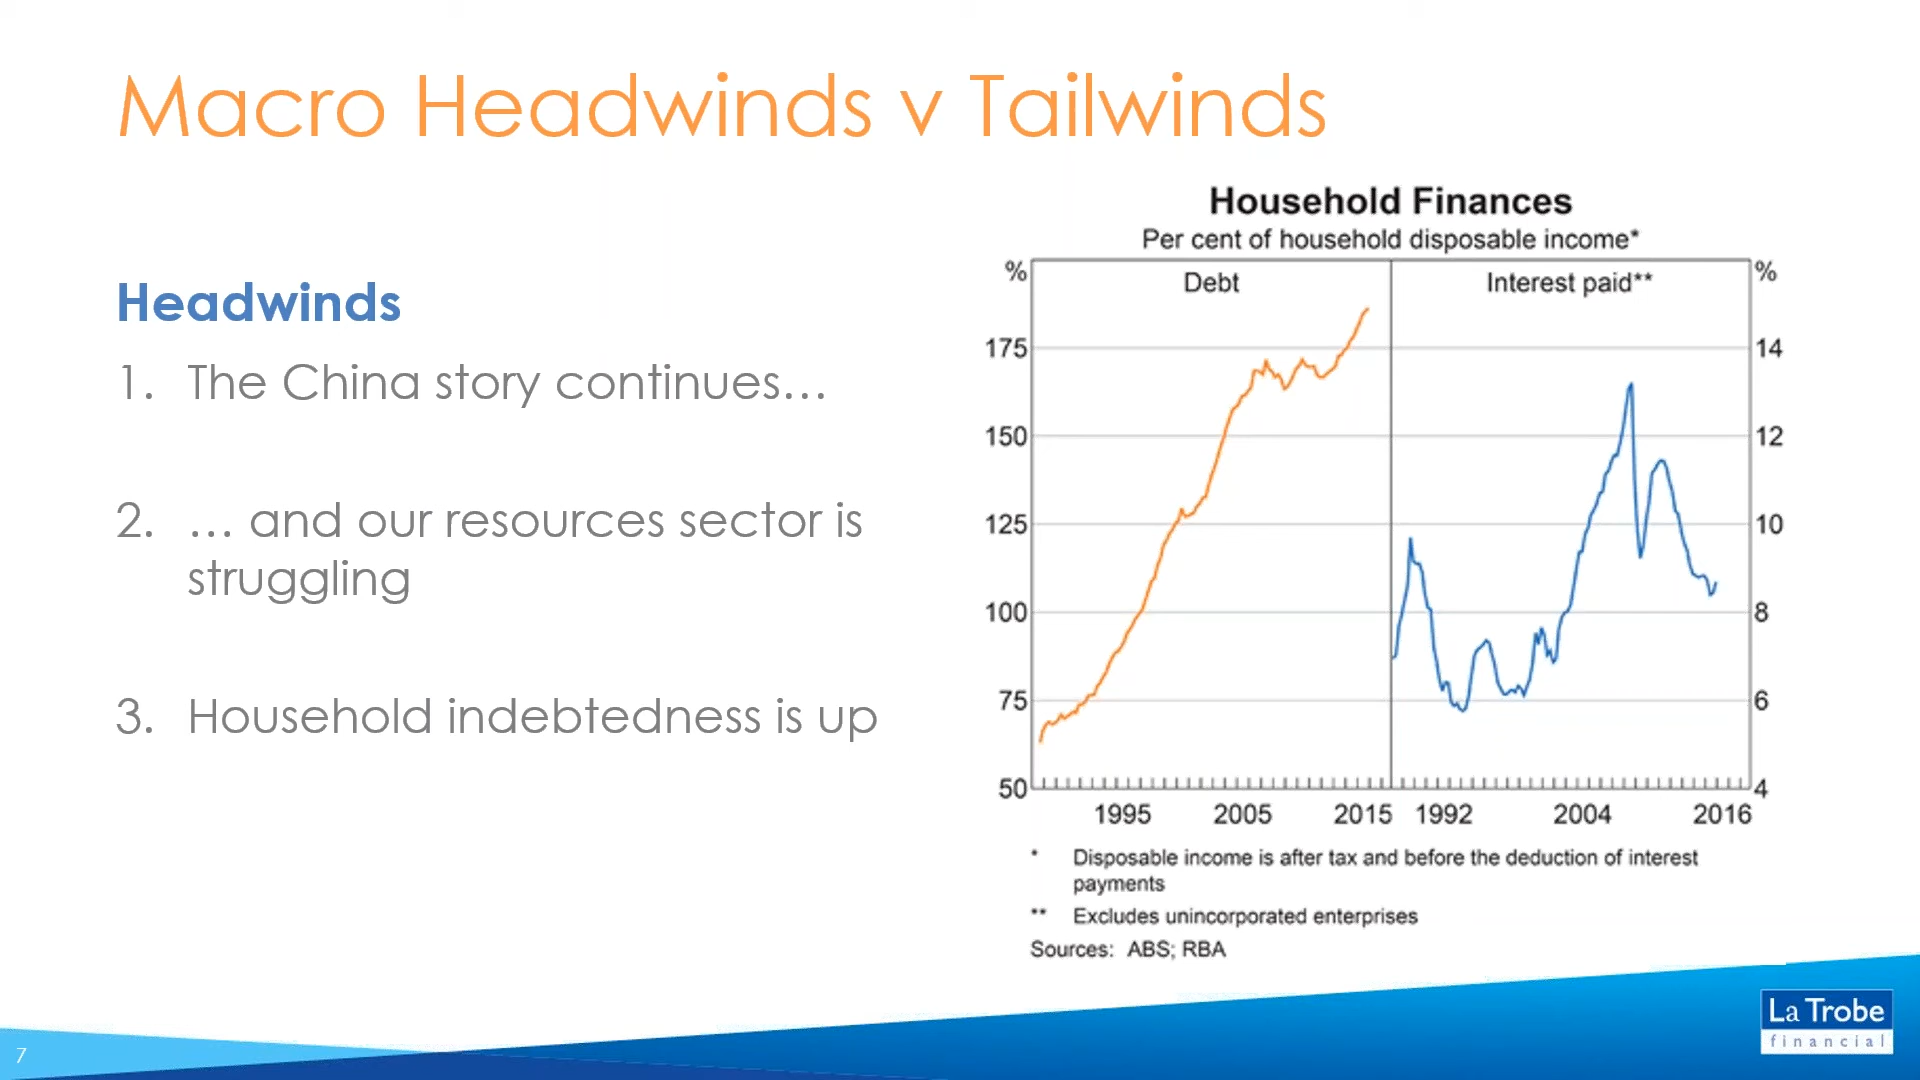 Macro Headwinds v Tailwinds
Headwinds
1. The China story continues…
2. … and our resources sector is
struggling
3. Household indebtedness is up
Household Finances
Per cent of household disposable income*
% %
Debt Interest paid**
175 14
150 12
125 10
100 8
75 6
50 4
1995 2005 2015 1992 2004 2016
* Disposable income is after tax and before the deduction of interest
payments
** Excludes unincorporated enterprises
Sources: ABS; RBA
7
La Trobe
financial